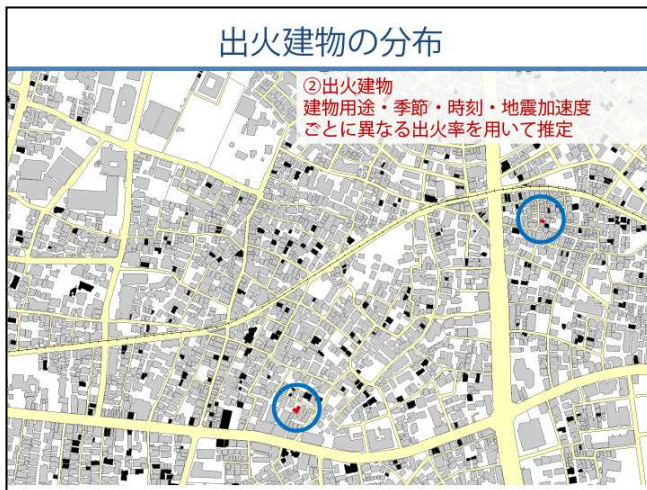 出火建物の分布
②出火建物
建物用途・季節・時刻・地震加速度
ごとに異なる出火率を用いて推定